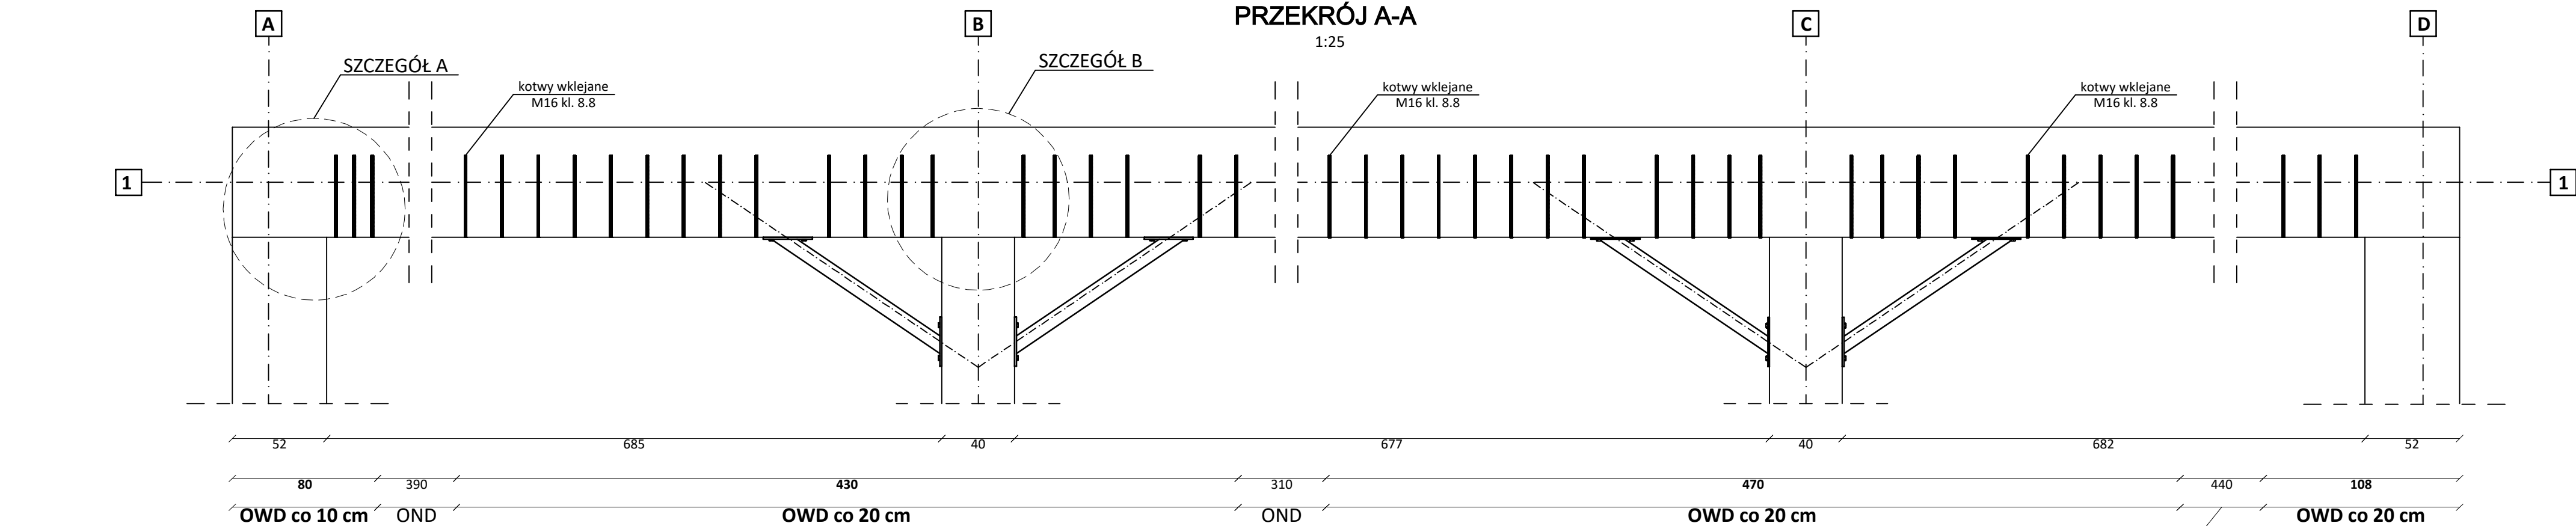 PRZEKRÓJ A-A
1:25
A
B
C
D
SZCZEGÓŁ A
SZCZEGÓŁ B
kotwy wklejane
M16 kl. 8.8
kotwy wklejane
M16 kl. 8.8
kotwy wklejane
M16 kl. 8.8
1
1
52 685 40 677 40 682 52
80 390 430 310 470 440 108
OWD co 10 cm OND OWD co 20 cm OND OWD co 20 cm OWD co 20 cm